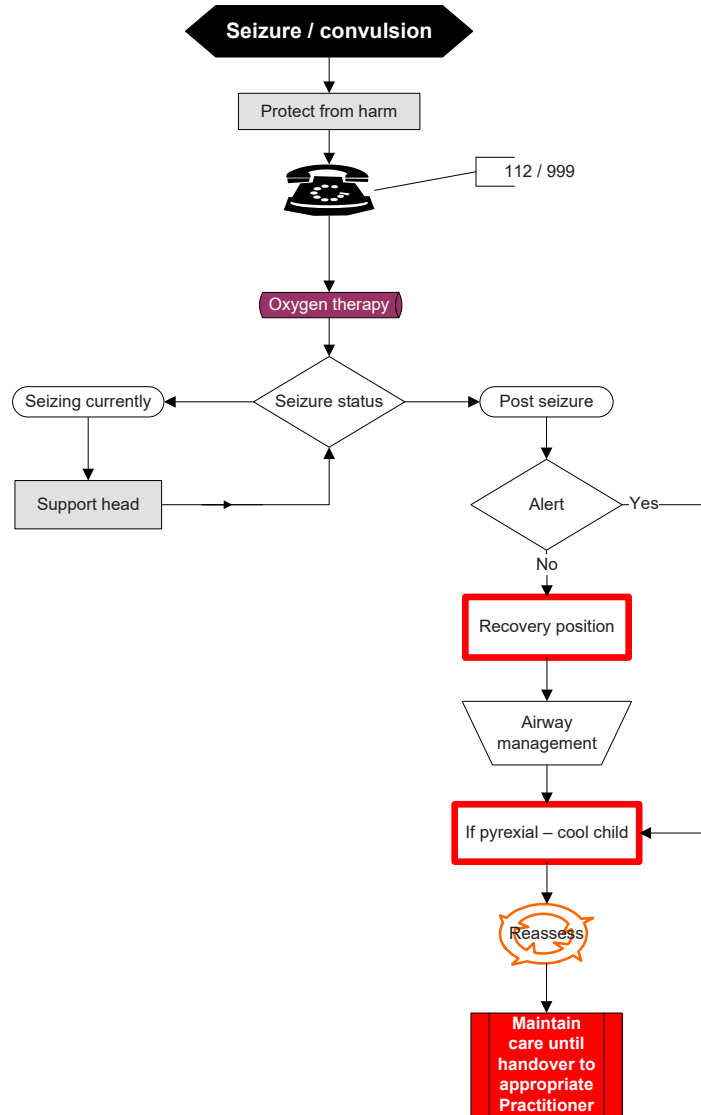 Seizure / convulsion
Protect from harm
112 / 999
Oxygen therapy
Seizing currently
Seizure status
Post seizure
Support head
Alert
Yes
No
Recovery position
Airway
management
If pyrexial – cool child
Reassess
Maintain
care until
handover to
appropriate
Practitioner